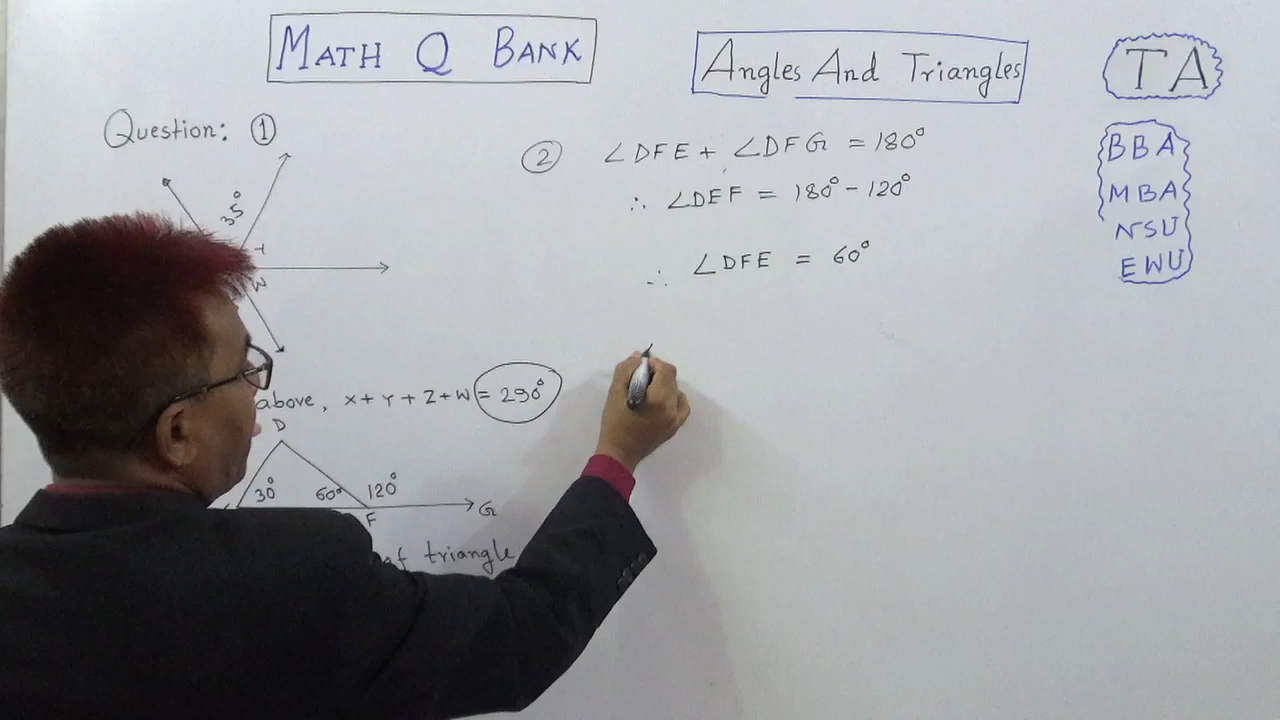 MATH Q BANK
Angles And Triangles
TA
BBA
MBA
NSU
EWU
Question: ①
35°
Y
W
above, X + Y + Z + W = 290°
D
30° 60° 120°
F G
of triangle
② ∠DFE + ∠DFG = 180°
∴ ∠DEF = 180° - 120°
∴ ∠DFE = 60°